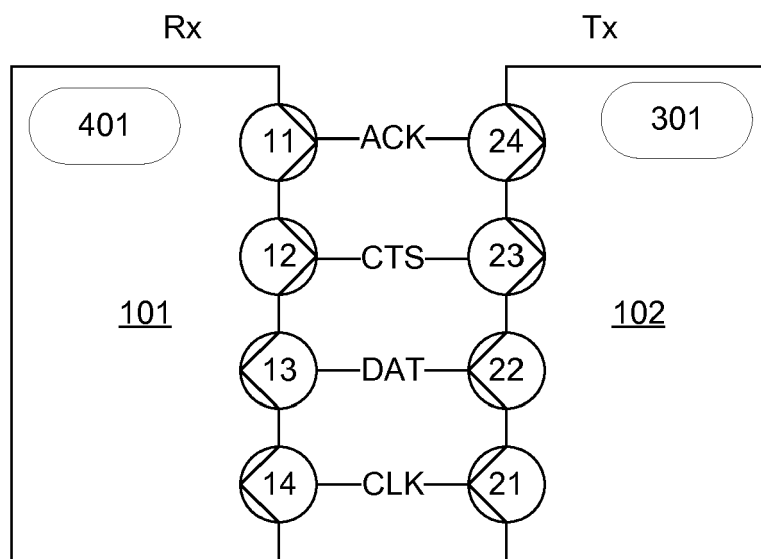 Rx Tx
401 301
11 ACK 24
12 CTS 23
101 102
13 DAT 22
14 CLK 21